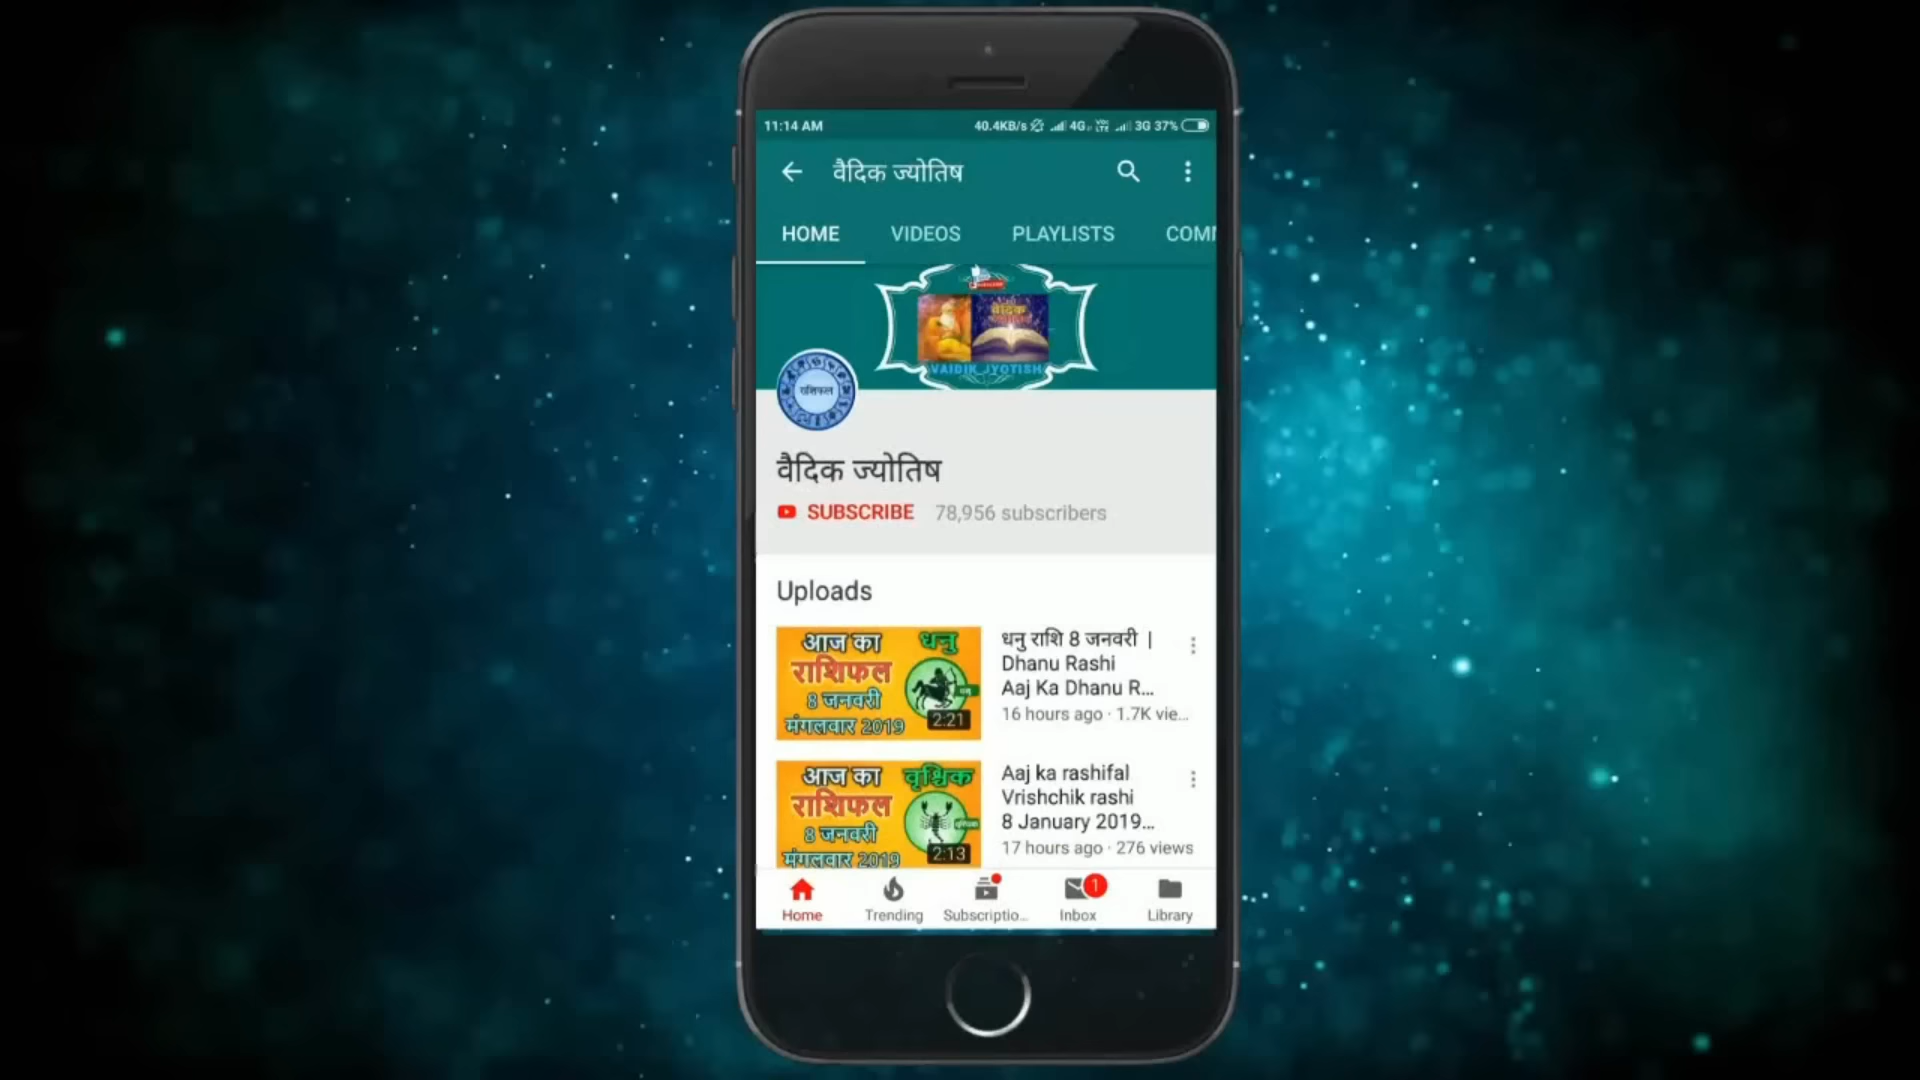 11:14 AM 40.4KB/s 4G VoLTE 3G 37%
वैदिक ज्योतिष
HOME VIDEOS PLAYLISTS COM
वैदिक
VAIDIK JYOTISH
राशिफल
वैदिक ज्योतिष
SUBSCRIBE 78,956 subscribers
Uploads
आज का धनु
राशिफल
8 जनवरी
मंगलवार 2019 2:21
धनु राशि 8 जनवरी |
Dhanu Rashi
Aaj Ka Dhanu R...
16 hours ago · 1.7K vie...
आज का वृश्चिक
राशिफल
8 जनवरी
मंगलवार 2019 2:13
Aaj ka rashifal
Vrishchik rashi
8 January 2019...
17 hours ago · 276 views
1
Home Trending Subscriptio... Inbox Library